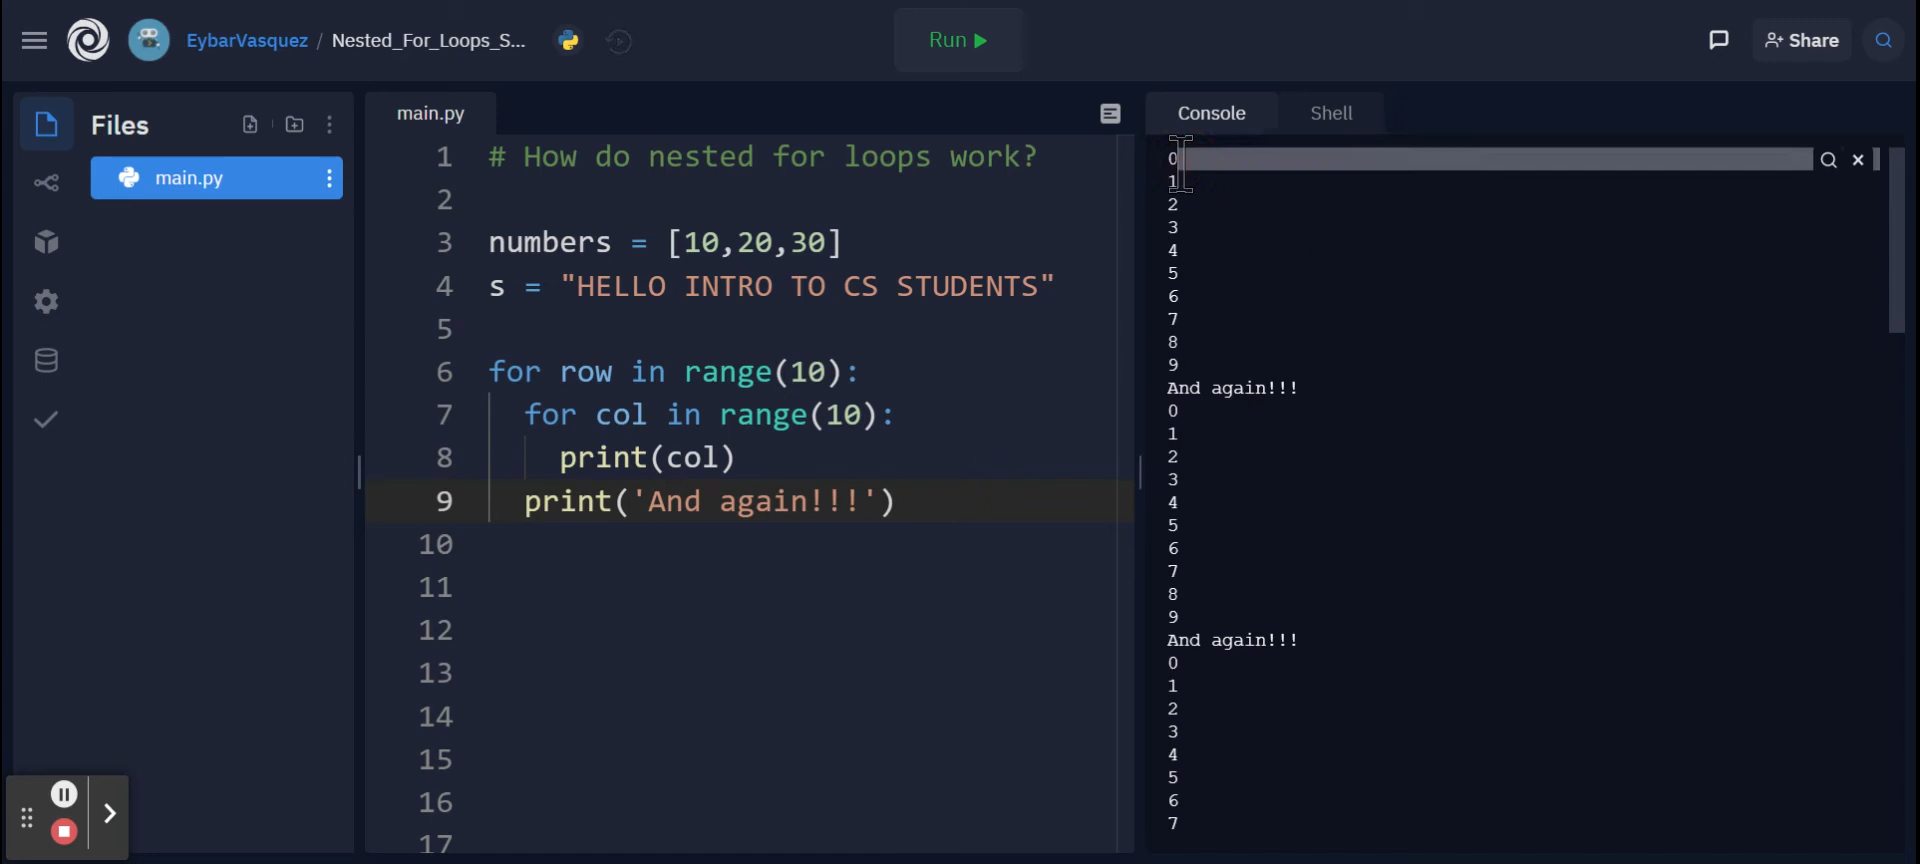 EybarVasquez / Nested_For_Loops_S...
Run
Share
Files
main.py
main.py
1 # How do nested for loops work?
2
3 numbers = [10,20,30]
4 s = "HELLO INTRO TO CS STUDENTS"
5
6 for row in range(10):
7 for col in range(10):
8 print(col)
9 print('And again!!!')
10
11
12
13
14
15
16
17
Console Shell
0
1
2
3
4
5
6
7
8
9
And again!!!
0
1
2
3
4
5
6
7
8
9
And again!!!
0
1
2
3
4
5
6
7